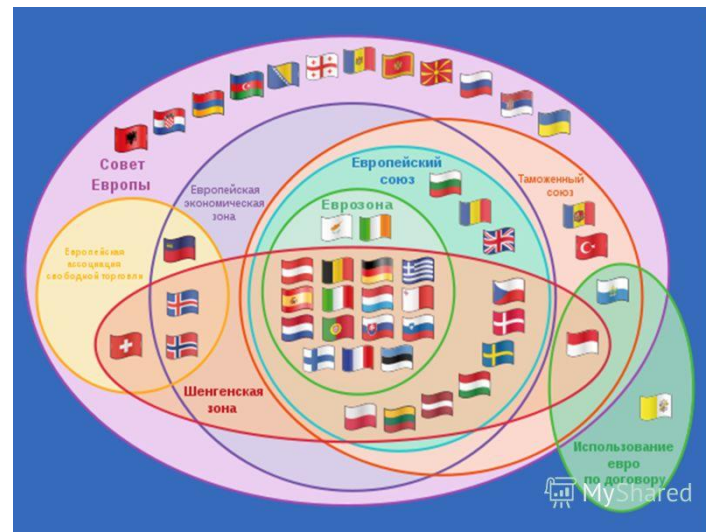 Совет
Европы
Европейская
экономическая
зона
Европейский
союз
Таможенный
союз
Еврозона
Европейская
ассоциация
свободной торговли
Шенгенская
зона
Использование
евро
по договору
MyShared